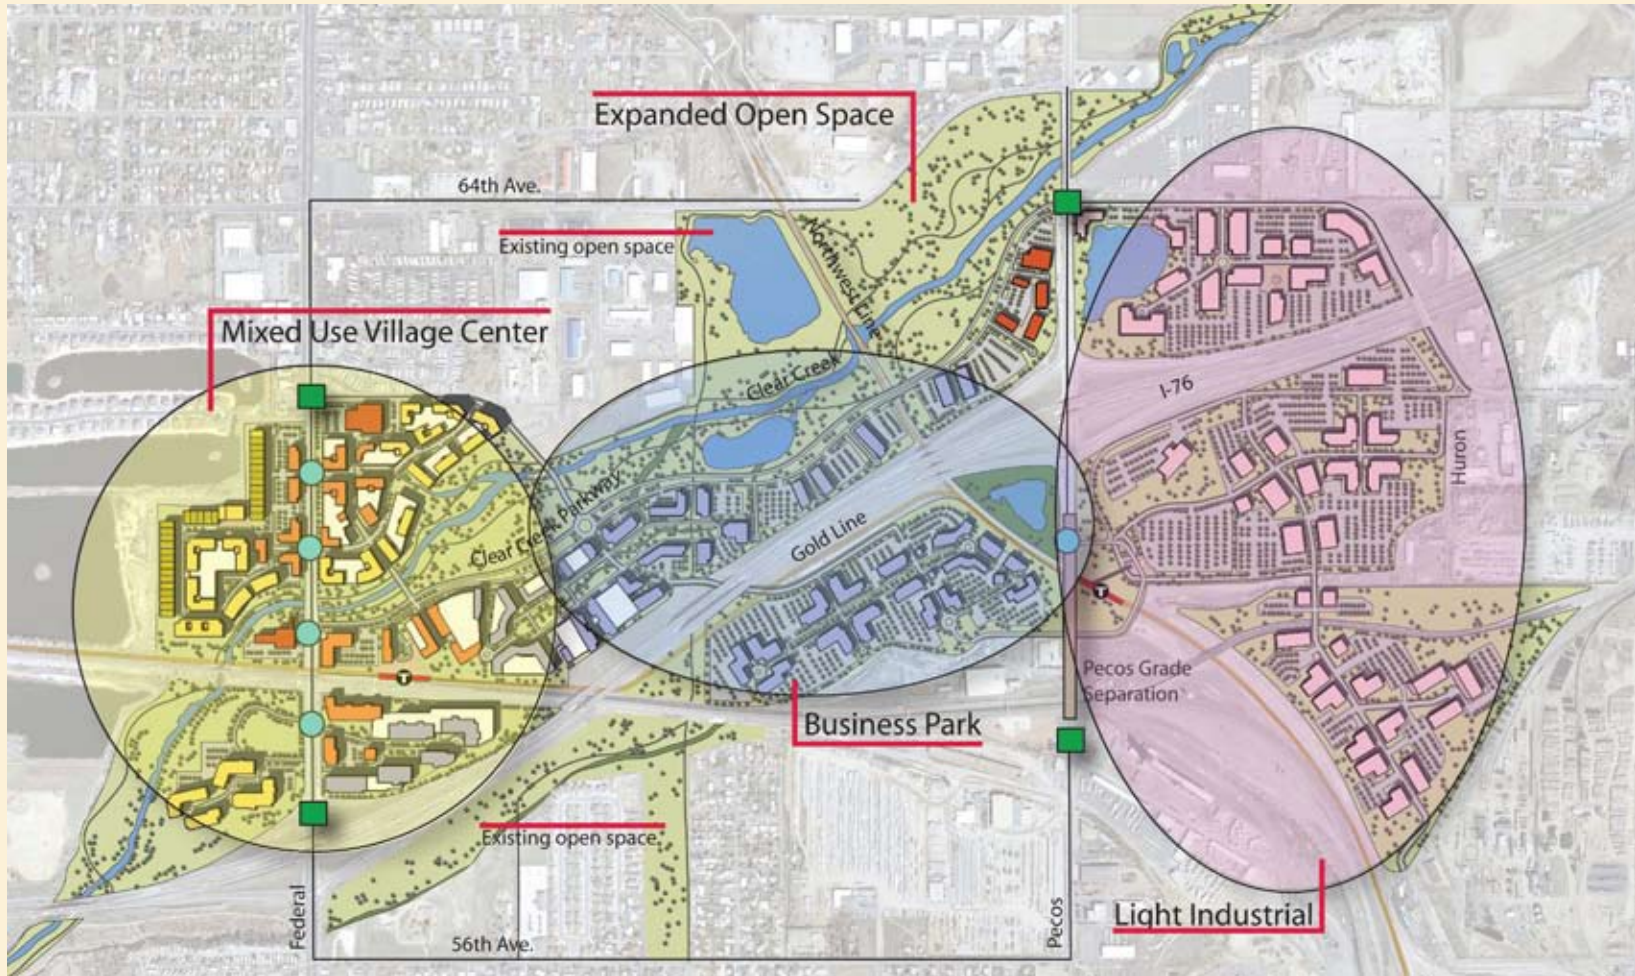 Expanded Open Space
64th Ave.
Existing open space
Northwest Line
Mixed Use Village Center
Clear Creek
I-76
Huron
Clear Creek Parkway
Gold Line
T
T
Pecos Grade
Separation
Business Park
Existing open space
Light Industrial
Federal
56th Ave.
Pecos